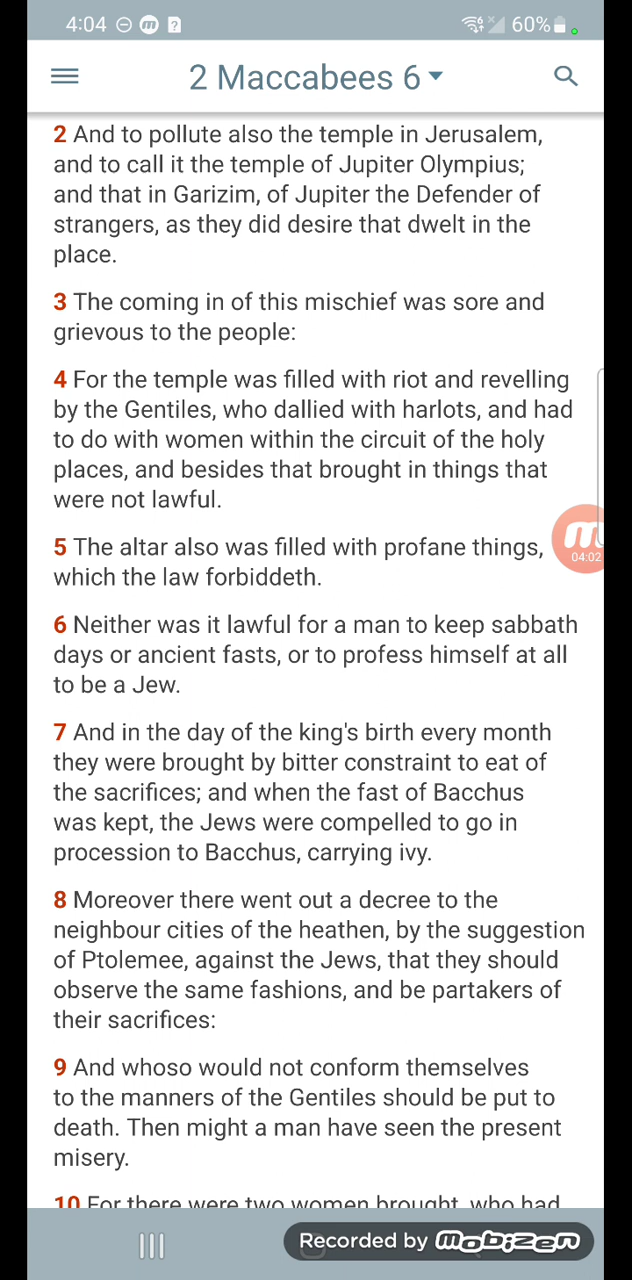 4:04
60%
2 Maccabees 6
2 And to pollute also the temple in Jerusalem,
and to call it the temple of Jupiter Olympius;
and that in Garizim, of Jupiter the Defender of
strangers, as they did desire that dwelt in the
place.
3 The coming in of this mischief was sore and
grievous to the people:
4 For the temple was filled with riot and revelling
by the Gentiles, who dallied with harlots, and had
to do with women within the circuit of the holy
places, and besides that brought in things that
were not lawful.
5 The altar also was filled with profane things,
which the law forbiddeth.
04:02
6 Neither was it lawful for a man to keep sabbath
days or ancient fasts, or to profess himself at all
to be a Jew.
7 And in the day of the king's birth every month
they were brought by bitter constraint to eat of
the sacrifices; and when the fast of Bacchus
was kept, the Jews were compelled to go in
procession to Bacchus, carrying ivy.
8 Moreover there went out a decree to the
neighbour cities of the heathen, by the suggestion
of Ptolemee, against the Jews, that they should
observe the same fashions, and be partakers of
their sacrifices:
9 And whoso would not conform themselves
to the manners of the Gentiles should be put to
death. Then might a man have seen the present
misery.
10 For there were two women brought, who had
Recorded by mobizen